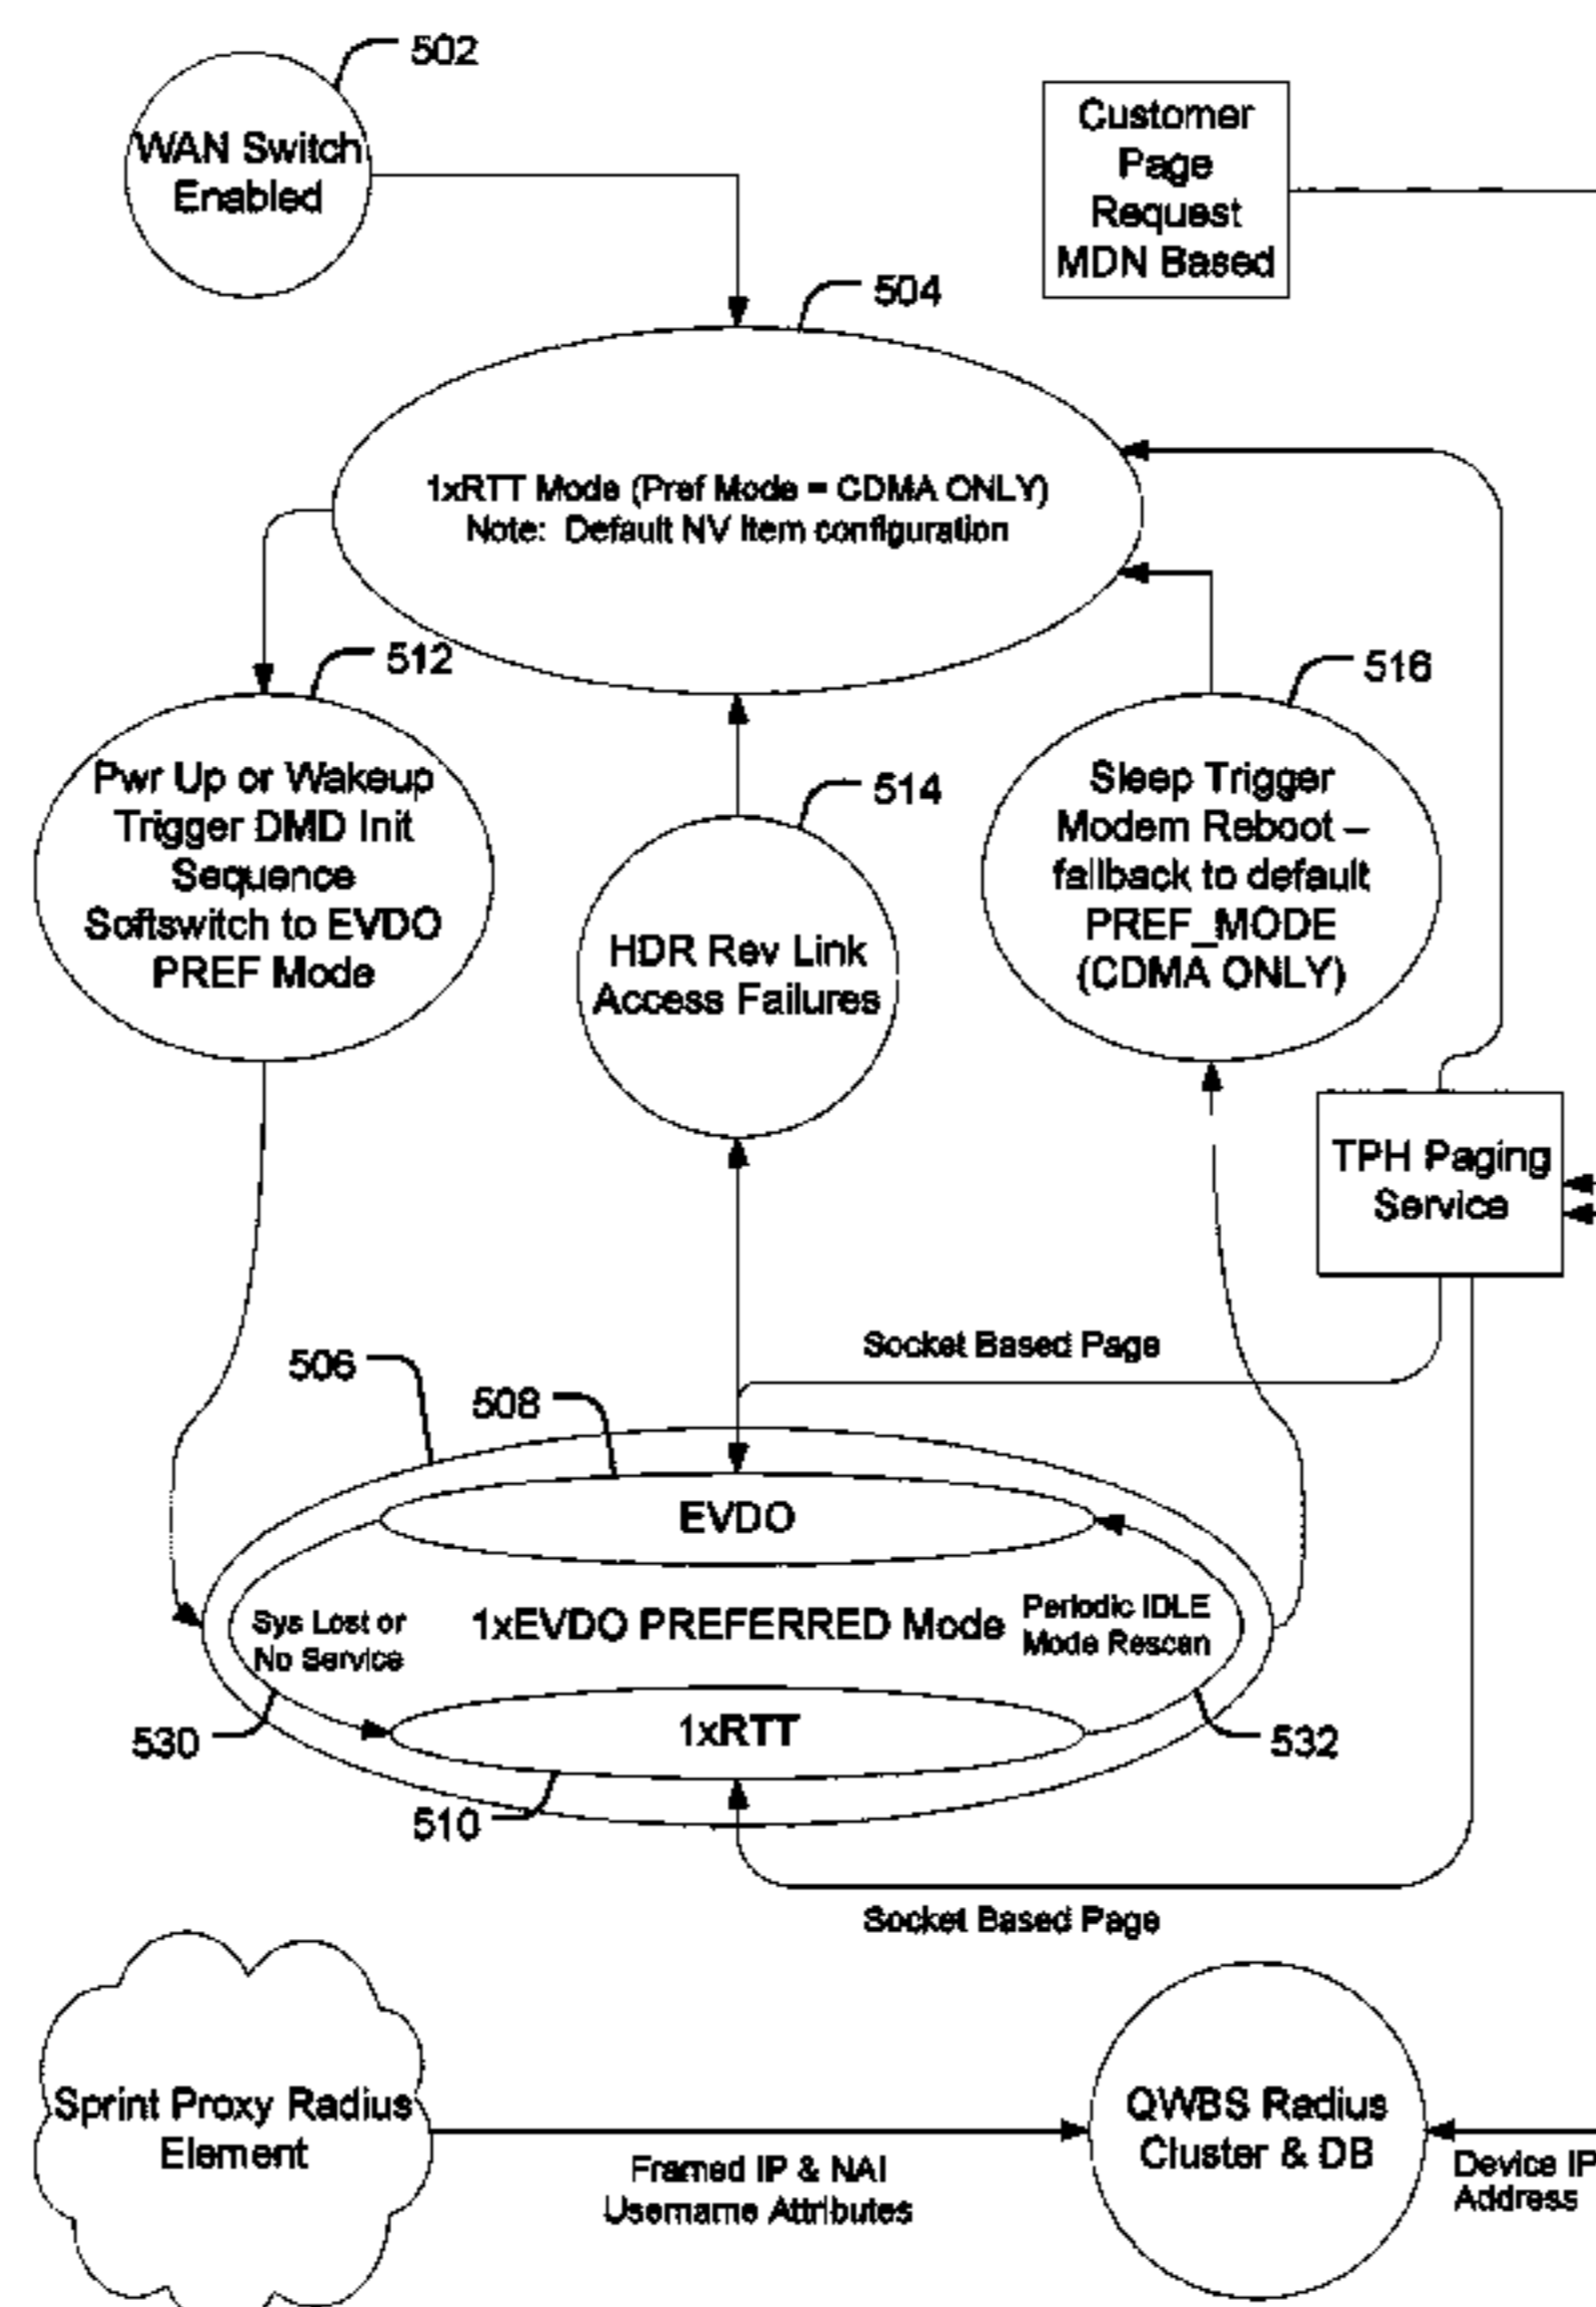 502
WAN Switch
Enabled
Customer
Page
Request
MDN Based
504
1xRTT Mode (Pref Mode = CDMA ONLY)
Note: Default NV item configuration
512
Pwr Up or Wakeup
Trigger DMD Init
Sequence
Softswitch to EVDO
PREF Mode
514
HDR Rev Link
Access Failures
516
Sleep Trigger
Modem Reboot –
fallback to default
PREF_MODE
(CDMA ONLY)
TPH Paging
Service
Socket Based Page
506
508
EVDO
Sys Lost or
No Service
1xEVDO PREFERRED Mode
Periodic IDLE
Mode Rescan
530
1xRTT
532
510
Socket Based Page
Sprint Proxy Radius
Element
Framed IP & NAI
Username Attributes
QWBS Radius
Cluster & DB
Device IP
Address